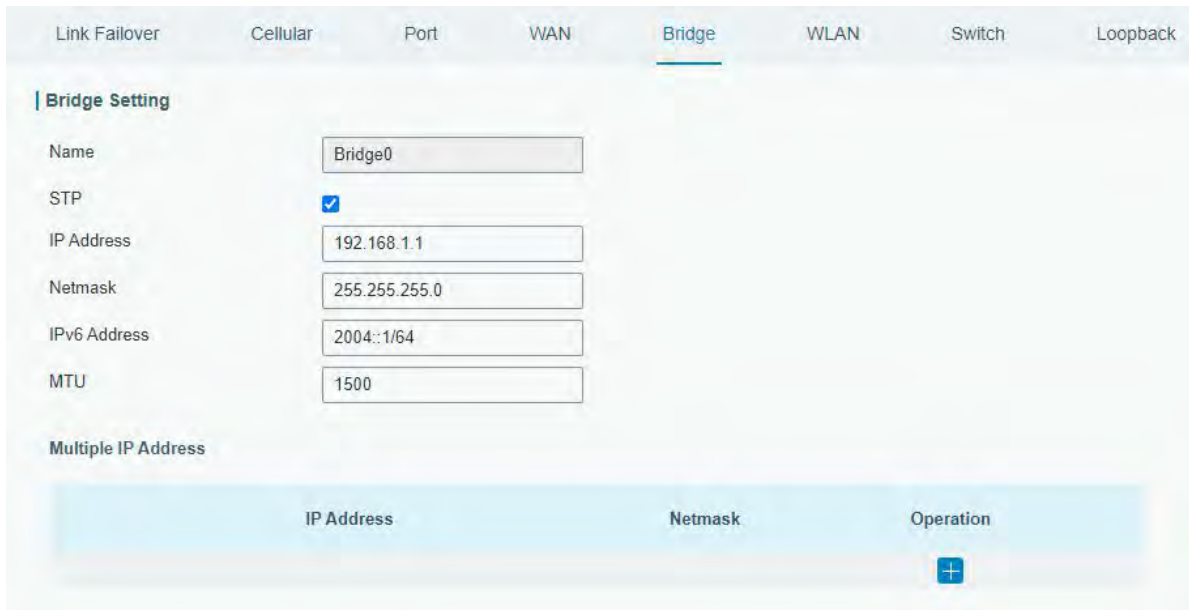 Link Failover Cellular Port WAN Bridge WLAN Switch Loopback
Bridge Setting
Name Bridge0
STP
IP Address 192.168.1.1
Netmask 255.255.255.0
IPv6 Address 2004::1/64
MTU 1500
Multiple IP Address
IP Address Netmask Operation